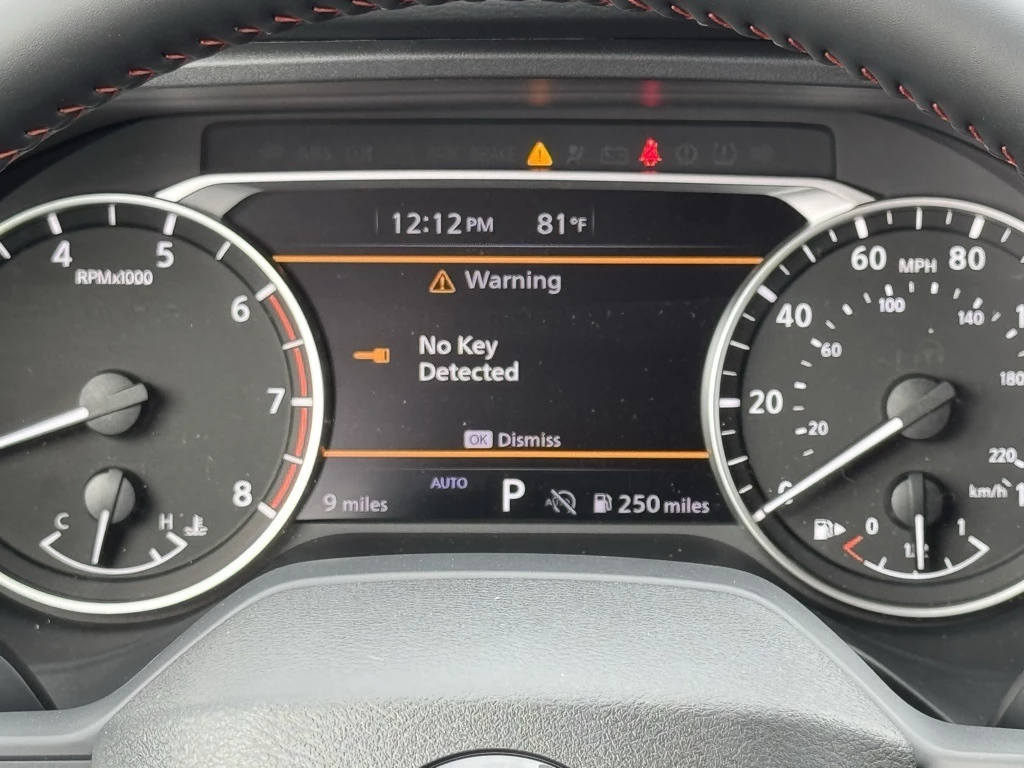 12:12 PM 81°F
Warning
No Key
Detected
OK Dismiss
AUTO
9 miles P 250 miles
4 5 6 7 8
RPMx1000
C H
20 40 60 80
MPH
20 60 100 140 180 220
km/h
0 1/2 1
BRAKE